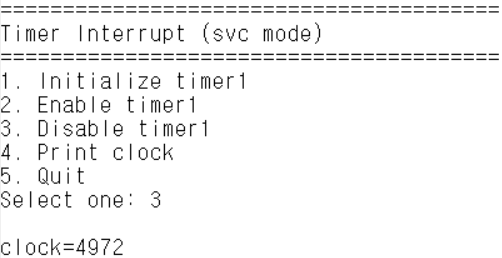 ==========================================
Timer Interrupt (svc mode)
==========================================
1. Initialize timer1
2. Enable timer1
3. Disable timer1
4. Print clock
5. Quit
Select one: 3
clock=4972